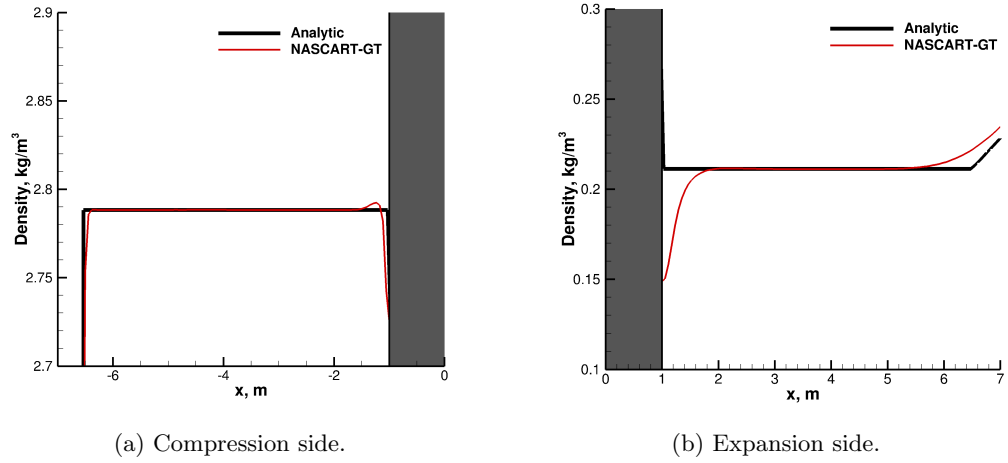 2.9
2.85
2.8
2.75
2.7
Density, kg/m³
Analytic
NASCART-GT
-6
-4
-2
0
x, m
(a) Compression side.
0.3
0.25
0.2
0.15
0.1
Density, kg/m³
Analytic
NASCART-GT
0
1
2
3
4
5
6
7
x, m
(b) Expansion side.